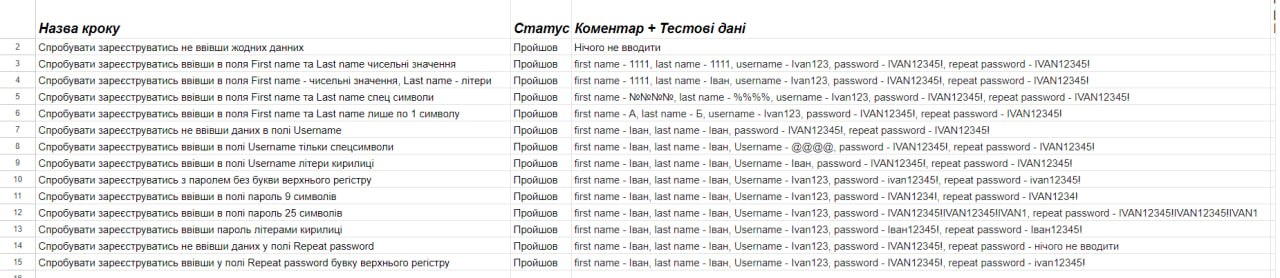 Назва кроку Статус Коментар + Тестові дані
2 Спробувати зареєструватись не ввівши жодних данних Пройшов Нічого не вводити
3 Спробувати зареєструватись ввівши в поля First name та Last name чисельні значення Пройшов first name - 1111, last name - 1111, username - Ivan123, password - IVAN12345!, repeat password - IVAN12345!
4 Спробувати зареєструватись ввівши в поля First name - чисельні значення, Last name - літери Пройшов first name - 1111, last name - Іван, username - Ivan123, password - IVAN12345!, repeat password - IVAN12345!
5 Спробувати зареєструватись ввівши в поля First name та Last name спец символи Пройшов first name - №№№№, last name - %%%%, username - Ivan123, password - IVAN12345!, repeat password - IVAN12345!
6 Спробувати зареєструватись ввівши в поля First name та Last name лише по 1 символу Пройшов first name - А, last name - Б, username - Ivan123, password - IVAN12345!, repeat password - IVAN12345!
7 Спробувати зареєструватись не ввівши даних в полі Username Пройшов first name - Іван, last name - Іван, password - IVAN12345!, repeat password - IVAN12345!
8 Спробувати зареєструватись ввівши в полі Username тільки спецсимволи Пройшов first name - Іван, last name - Іван, Username - @@@@, password - IVAN12345!, repeat password - IVAN12345!
9 Спробувати зареєструватись ввівши в полі Username літери кирилиці Пройшов first name - Іван, last name - Іван, Username - Іван, password - IVAN12345!, repeat password - IVAN12345!
10 Спробувати зареєструватись з паролем без букви верхнього регістру Пройшов first name - Іван, last name - Іван, Username - Ivan123, password - ivan12345!, repeat password - ivan12345!
11 Спробувати зареєструватись ввівши в полі пароль 9 символів Пройшов first name - Іван, last name - Іван, Username - Ivan123, password - IVAN1234!, repeat password - IVAN1234!
12 Спробувати зареєструватись ввівши в полі пароль 25 символів Пройшов first name - Іван, last name - Іван, Username - Ivan123, password - IVAN12345!IVAN12345!IVAN1, repeat password - IVAN12345!IVAN12345!IVAN1
13 Спробувати зареєструватись ввівши пароль літерами кирилиці Пройшов first name - Іван, last name - Іван, Username - Ivan123, password - Іван12345!, repeat password - Іван12345!
14 Спробувати зареєструватись не ввівши даних у полі Repeat password Пройшов first name - Іван, last name - Іван, Username - Ivan123, password - IVAN12345!, repeat password - нічого не вводити
15 Спробувати зареєструватись ввівши у полі Repeat password бувку верхнього регістру Пройшов first name - Іван, last name - Іван, Username - Ivan123, password - IVAN12345!, repeat password - ivan12345!